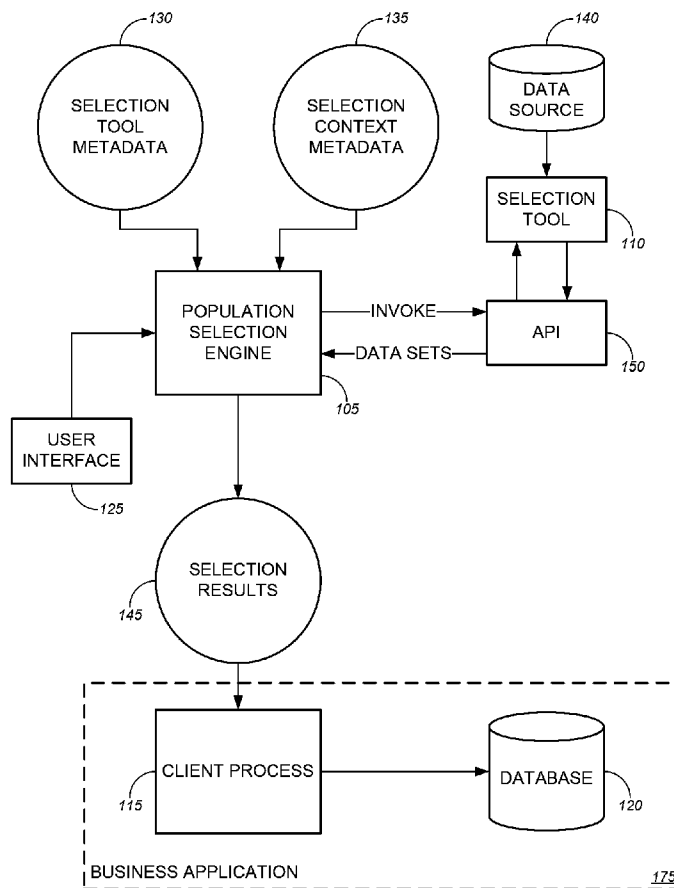 130
135
140
SELECTION
TOOL
METADATA
SELECTION
CONTEXT
METADATA
DATA
SOURCE
SELECTION
TOOL
110
POPULATION
SELECTION
ENGINE
INVOKE
API
DATA SETS
150
105
USER
INTERFACE
125
SELECTION
RESULTS
145
CLIENT PROCESS
115
DATABASE
120
BUSINESS APPLICATION
175